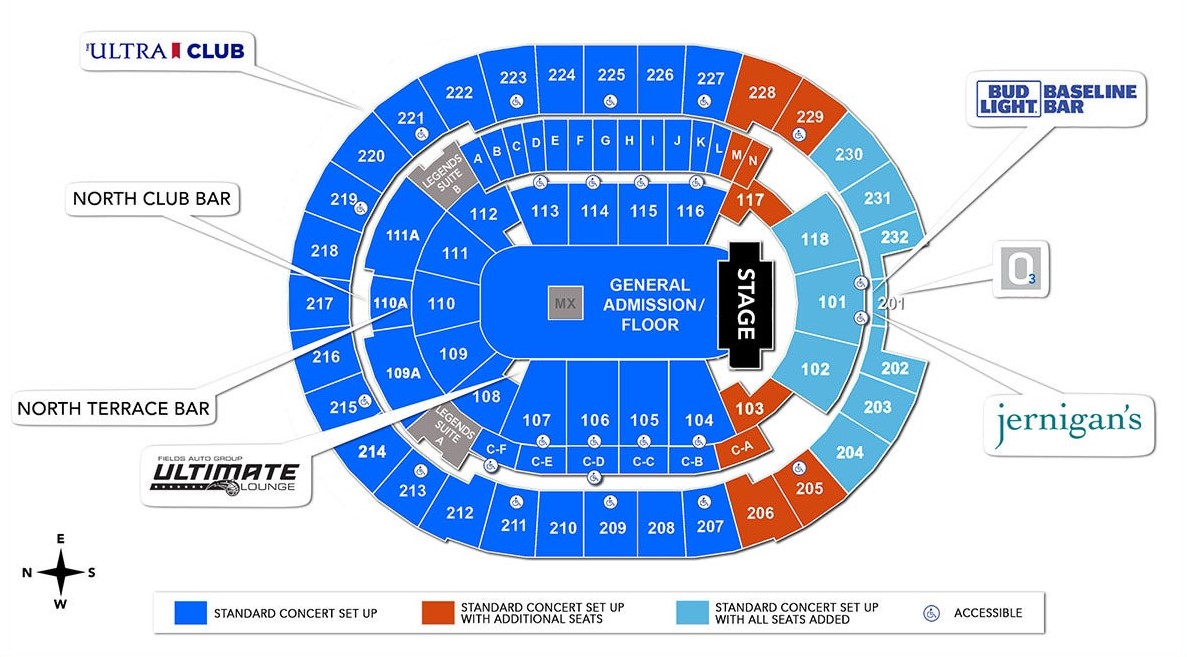 THE ULTRA CLUB
NORTH CLUB BAR
NORTH TERRACE BAR
FIELDS AUTO GROUP
ULTIMATE
LOUNGE
BUD
LIGHT.
BASELINE
BAR
O3
jernigan's
220
221
222
223
224
225
226
227
228
229
230
231
232
201
202
203
204
205
206
207
208
209
210
211
212
213
214
215
216
217
218
219
LEGENDS
SUITE
B
A
B
C
D
E
F
G
H
I
J
K
L
M
N
111A
112
113
114
115
116
117
118
111
110A
110
109A
109
108
107
106
105
104
103
102
101
GENERAL
ADMISSION/
FLOOR
MX
STAGE
LEGENDS
SUITE
A
C-F
C-E
C-D
C-C
C-B
C-A
E
N
S
W
STANDARD CONCERT SET UP
STANDARD CONCERT SET UP
WITH ADDITIONAL SEATS
STANDARD CONCERT SET UP
WITH ALL SEATS ADDED
ACCESSIBLE